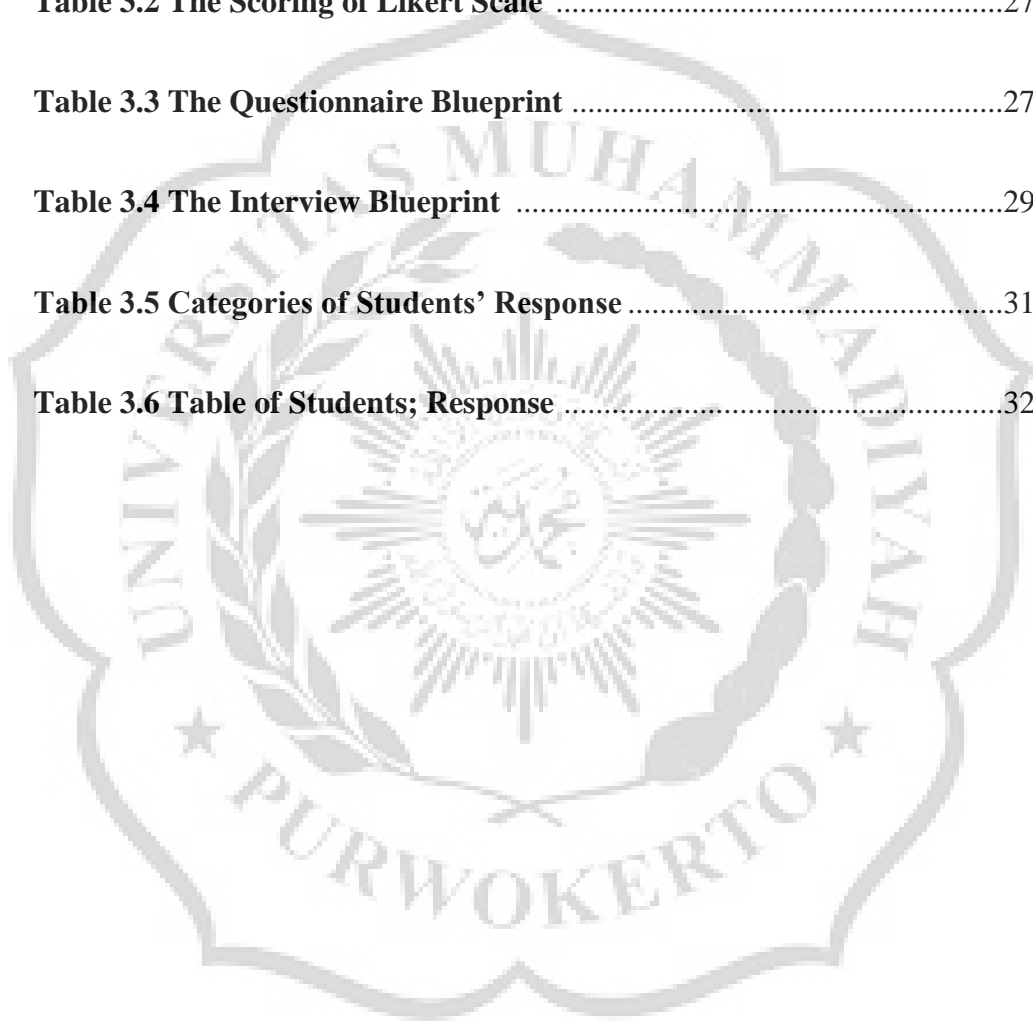 Table 3.2 The Scoring of Likert Scale ........................................................................27
Table 3.3 The Questionnaire Blueprint .....................................................................27
Table 3.4 The Interview Blueprint ...........................................................................29
Table 3.5 Categories of Students’ Response ............................................................31
Table 3.6 Table of Students; Response .....................................................................32
UNIVERSITAS MUHAMMADIYAH
★ PURWOKERTO ★